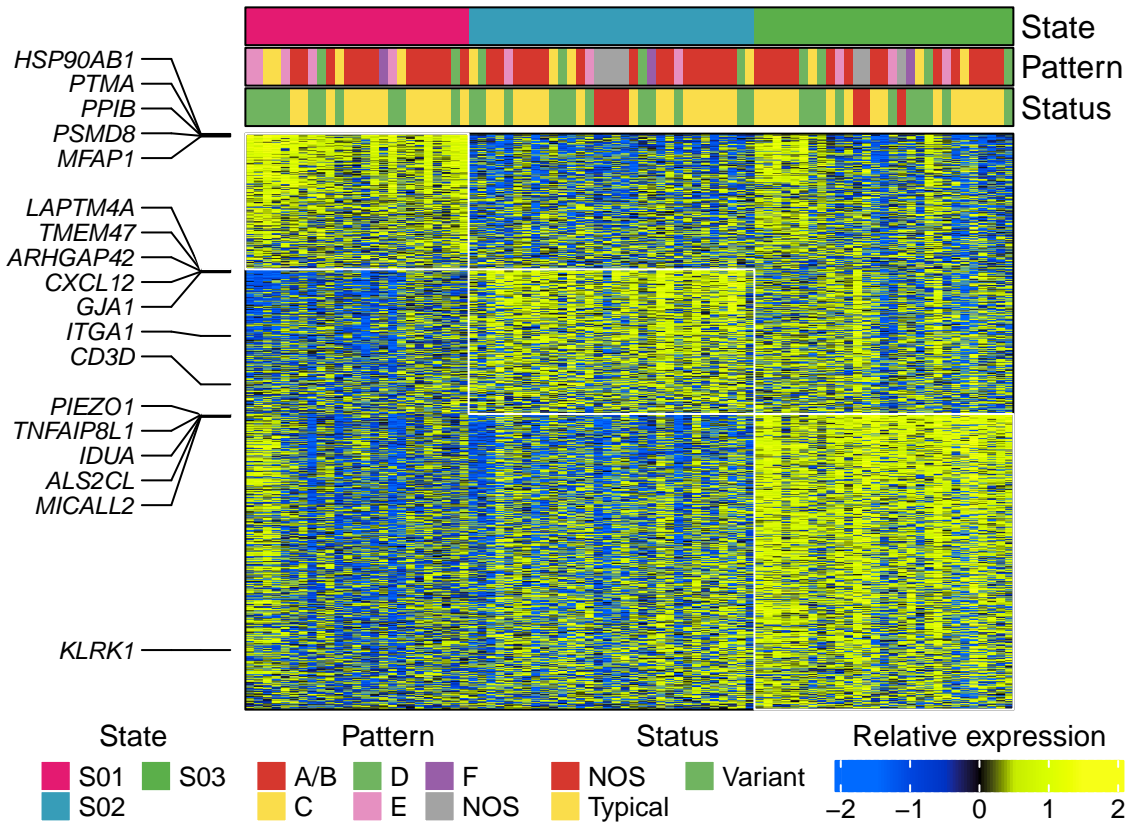 State
Pattern
Status
HSP90AB1
PTMA
PPIB
PSMD8
MFAP1
LAPTM4A
TMEM47
ARHGAP42
CXCL12
GJA1
ITGA1
CD3D
PIEZO1
TNFAIP8L1
IDUA
ALS2CL
MICALL2
KLRK1
State Pattern Status Relative expression
S01 S03 A/B D F NOS Variant
S02 C E NOS Typical
−2 −1 0 1 2